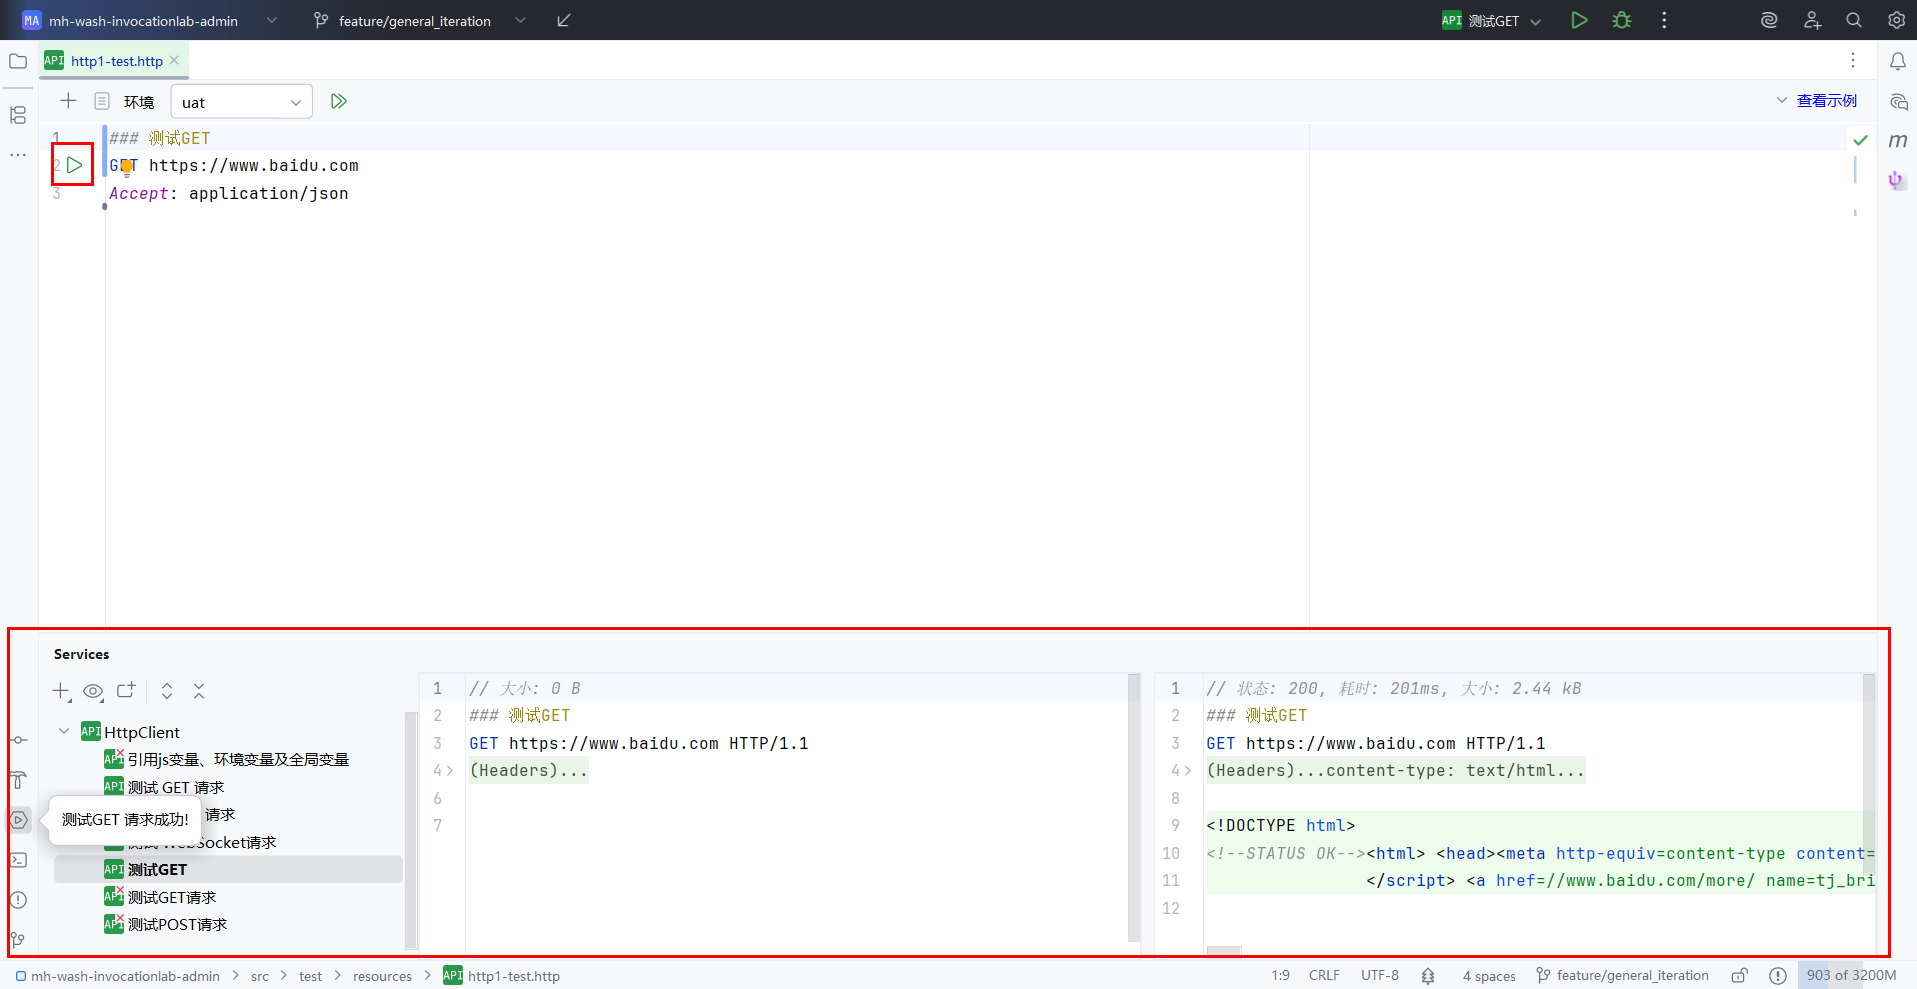 MA mh-wash-invocationlab-admin feature/general_iteration API 测试GET
API http1-test.http
环境 uat 查看示例
1 ### 测试GET
2 GET https://www.baidu.com
3 Accept: application/json
Services
HttpClient
API 引用js变量、环境变量及全局变量
API 测试 GET 请求
请求
测试GET 请求成功!
WebSocket请求
API 测试GET
API 测试GET请求
API 测试POST请求
1 // 大小: 0 B
2 ### 测试GET
3 GET https://www.baidu.com HTTP/1.1
4 (Headers)...
6
7
1 // 状态: 200, 耗时: 201ms, 大小: 2.44 kB
2 ### 测试GET
3 GET https://www.baidu.com HTTP/1.1
4 (Headers)...content-type: text/html...
8
9 <!DOCTYPE html>
10 <!--STATUS OK--><html> <head><meta http-equiv=content-type content=
11 </script> <a href=//www.baidu.com/more/ name=tj_bri
12
mh-wash-invocationlab-admin src test resources API http1-test.http 1:9 CRLF UTF-8 4 spaces feature/general_iteration 903 of 3200M